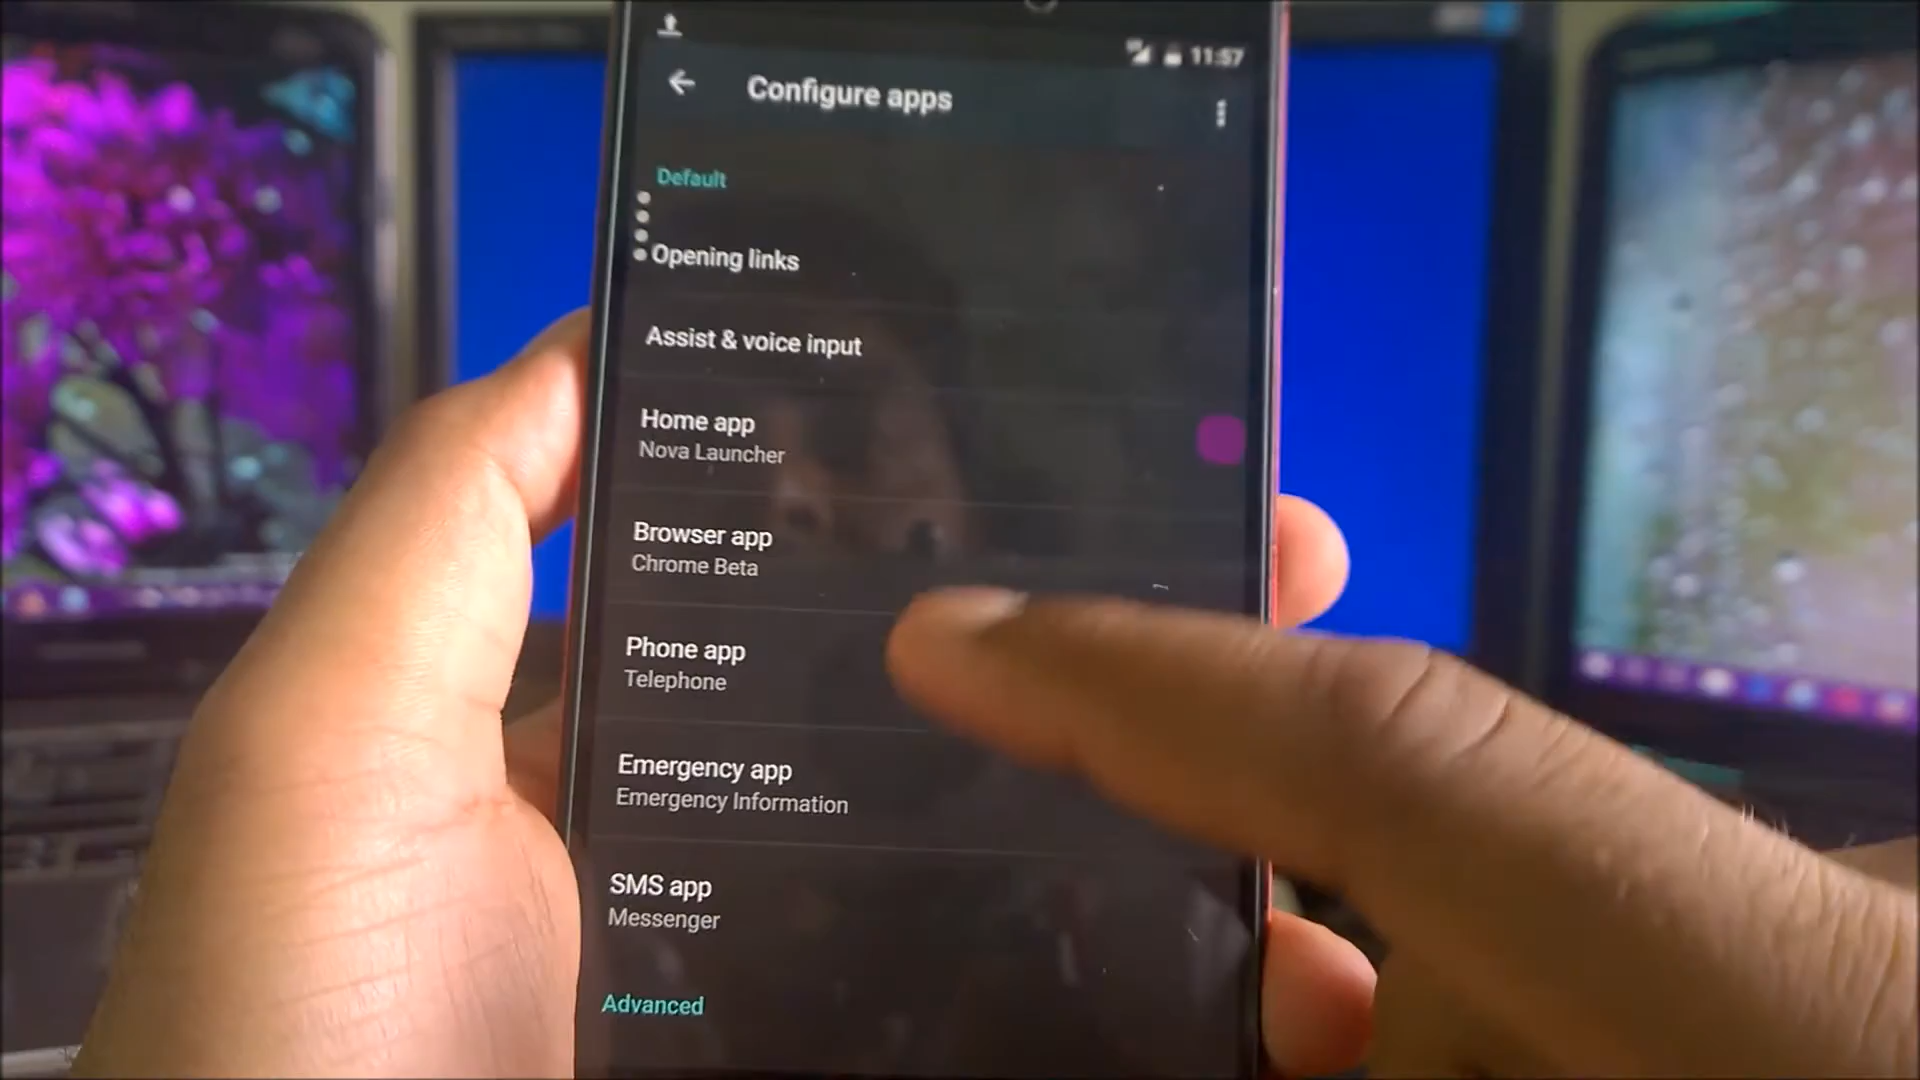 11:57
Configure apps
Default
Opening links
Assist & voice input
Home app
Nova Launcher
Browser app
Chrome Beta
Phone app
Telephone
Emergency app
Emergency Information
SMS app
Messenger
Advanced